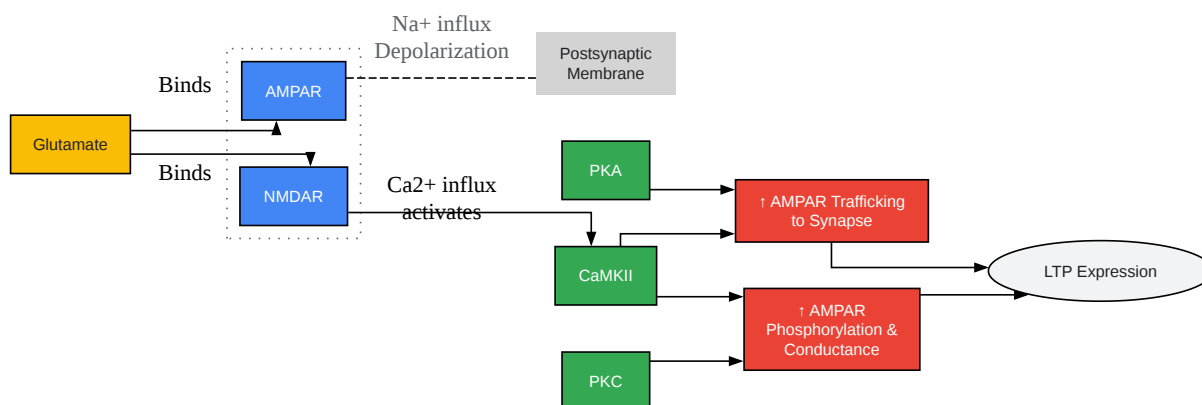 Na+ influx
Depolarization
Postsynaptic
Membrane
Binds
AMPAR
Glutamate
Binds
NMDAR
Ca2+ influx
activates
PKA
↑ AMPAR Trafficking
to Synapse
CaMKII
LTP Expression
↑ AMPAR
Phosphorylation &
Conductance
PKC